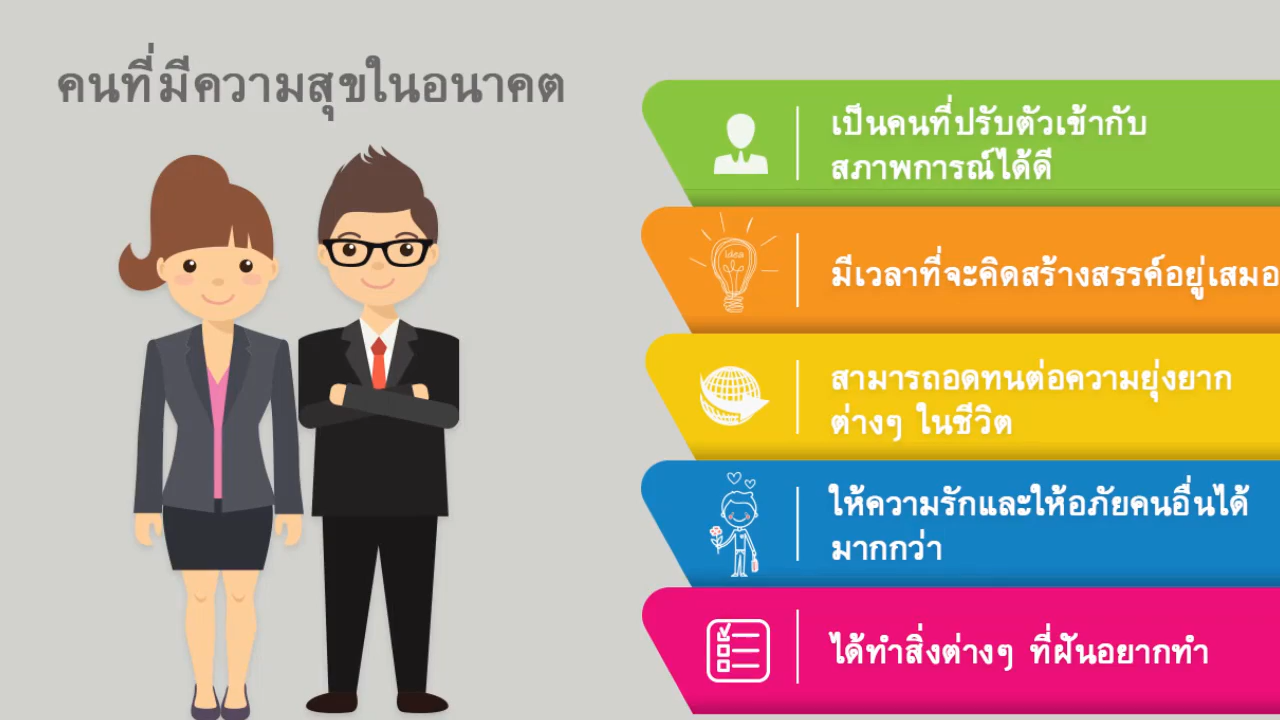 คนที่มีความสุขในอนาคต
เป็นคนที่ปรับตัวเข้ากับ
สภาพการณ์ได้ดี
idea
มีเวลาที่จะคิดสร้างสรรค์อยู่เสมอ
สามารถอดทนต่อความยุ่งยาก
ต่างๆ ในชีวิต
ให้ความรักและให้อภัยคนอื่นได้
มากกว่า
ได้ทำสิ่งต่างๆ ที่ฝันอยากทำ